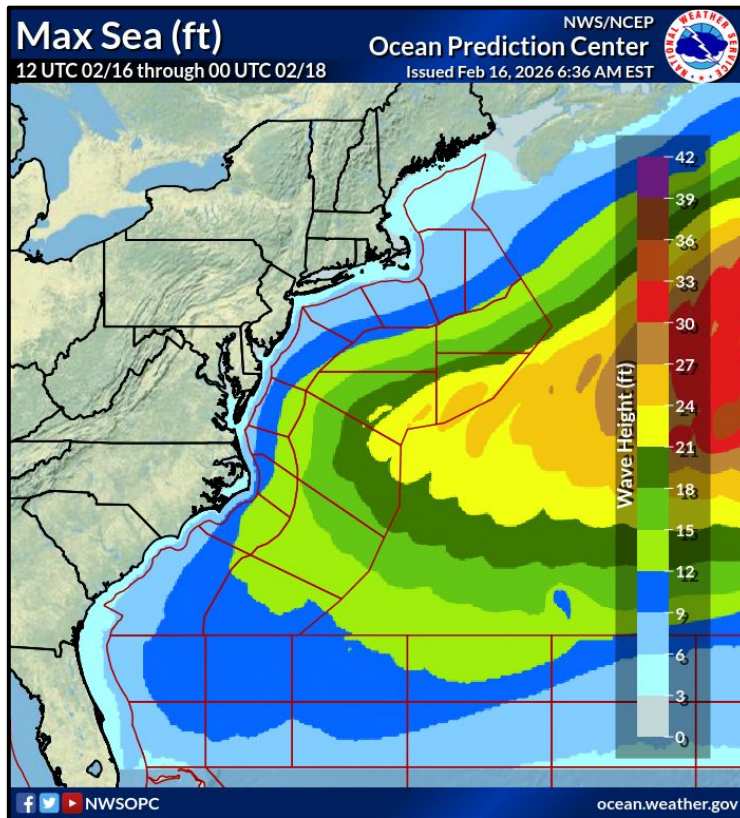 Max Sea (ft)
12 UTC 02/16 through 00 UTC 02/18
NWS/NCEP
Ocean Prediction Center
Issued Feb 16, 2026 6:36 AM EST
NATIONAL WEATHER SERVICE
Wave Height (ft)
42
39
36
33
30
27
24
21
18
15
12
9
6
3
0
NWSOPC
ocean.weather.gov